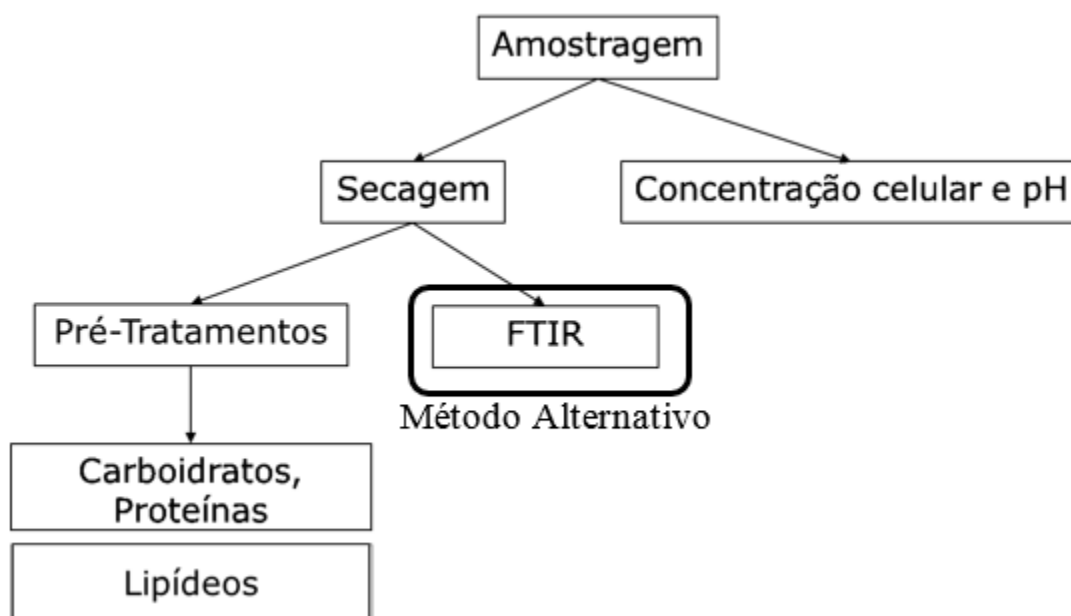 Amostragem
Secagem
Concentração celular e pH
Pré-Tratamentos
FTIR
Método Alternativo
Carboidratos,
Proteínas
Lipídeos